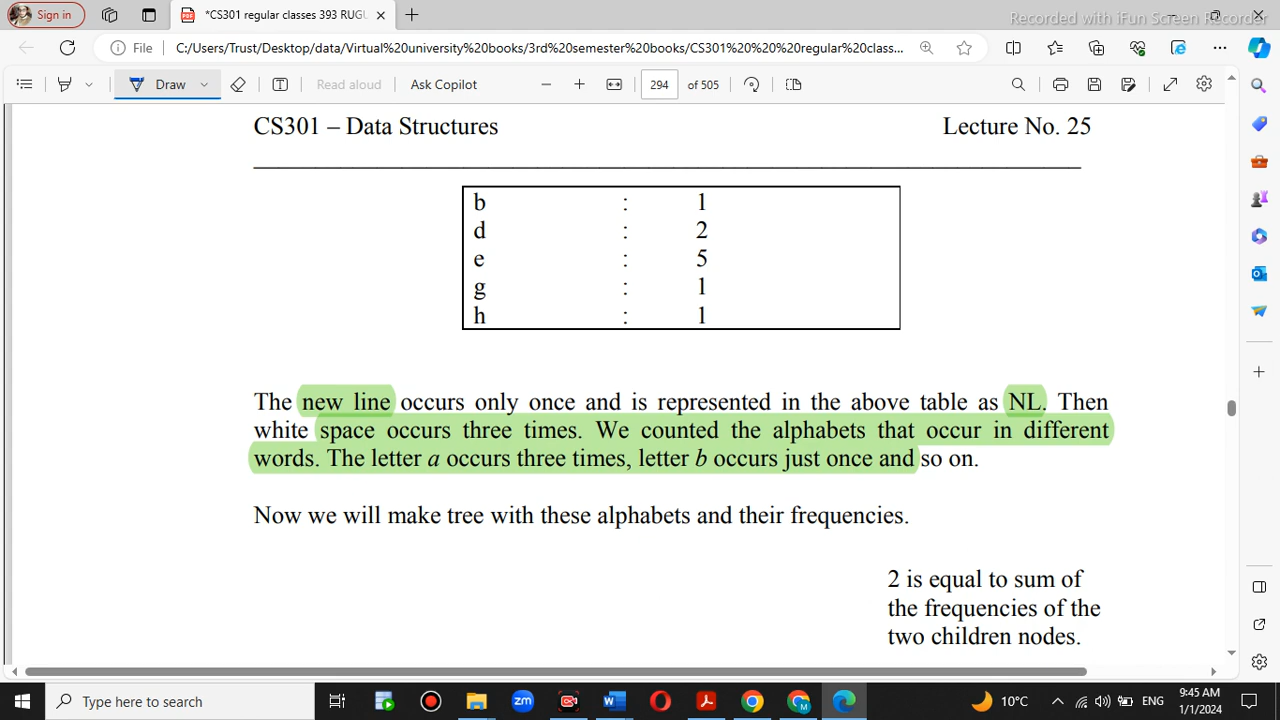 Sign in
*CS301 regular classes 393 RUGU
Recorded with iFun Screen Recorder
File
C:/Users/Trust/Desktop/data/Virtual%20university%20books/3rd%20semester%20books/CS301%20%20%20regular%20clas...
Draw
Read aloud
Ask Copilot
294 of 505
CS301 – Data Structures Lecture No. 25
b : 1
d : 2
e : 5
g : 1
h : 1
The new line occurs only once and is represented in the above table as NL. Then
white space occurs three times. We counted the alphabets that occur in different
words. The letter a occurs three times, letter b occurs just once and so on.
Now we will make tree with these alphabets and their frequencies.
2 is equal to sum of
the frequencies of the
two children nodes.
Type here to search
10°C
ENG
9:45 AM
1/1/2024